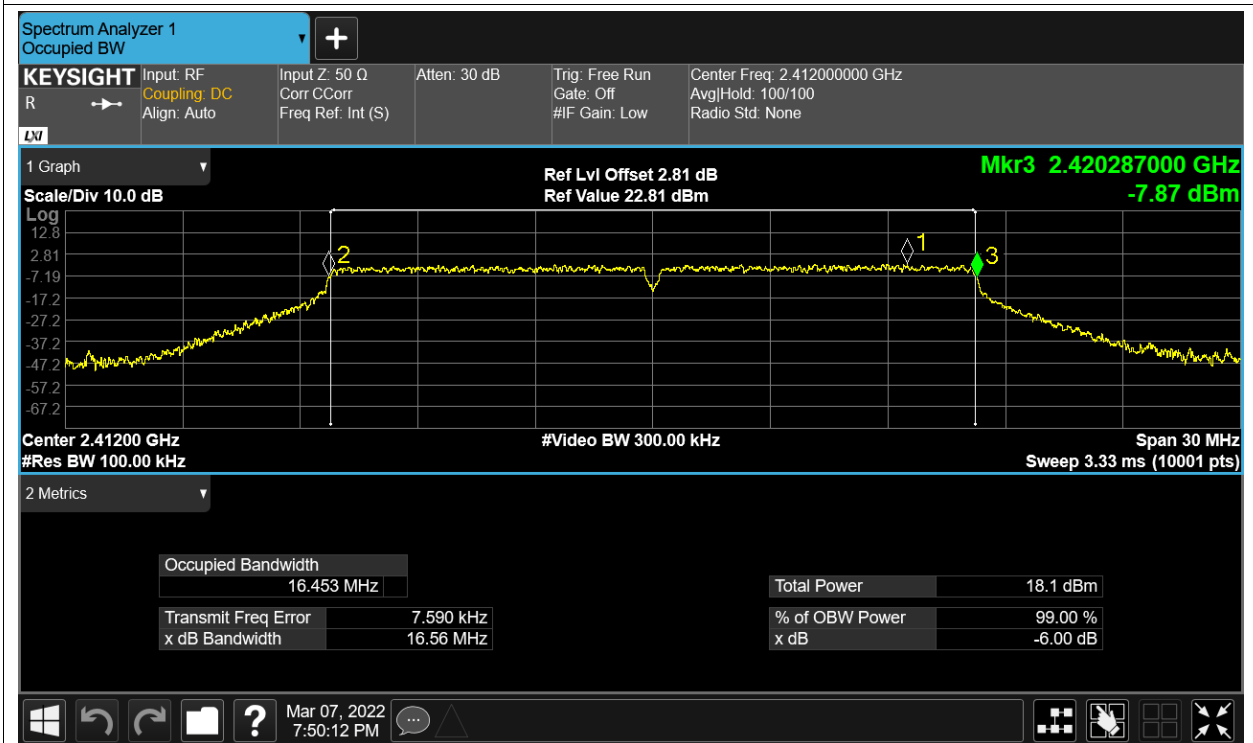 Spectrum Analyzer 1
Occupied BW
KEYSIGHT
R
LXI
Input: RF
Coupling: DC
Align: Auto
Input Z: 50 Ω
Corr CCorr
Freq Ref: Int (S)
Atten: 30 dB
Trig: Free Run
Gate: Off
#IF Gain: Low
Center Freq: 2.412000000 GHz
Avg|Hold: 100/100
Radio Std: None
1 Graph
Scale/Div 10.0 dB
Ref Lvl Offset 2.81 dB
Ref Value 22.81 dBm
Mkr3 2.420287000 GHz
-7.87 dBm
Log
12.8
2.81
-7.19
-17.2
-27.2
-37.2
-47.2
-57.2
-67.2
2
1
3
Center 2.41200 GHz
#Res BW 100.00 kHz
#Video BW 300.00 kHz
Span 30 MHz
Sweep 3.33 ms (10001 pts)
2 Metrics
Occupied Bandwidth
16.453 MHz
Transmit Freq Error 7.590 kHz
x dB Bandwidth 16.56 MHz
Total Power 18.1 dBm
% of OBW Power 99.00 %
x dB -6.00 dB
?
Mar 07, 2022
7:50:12 PM